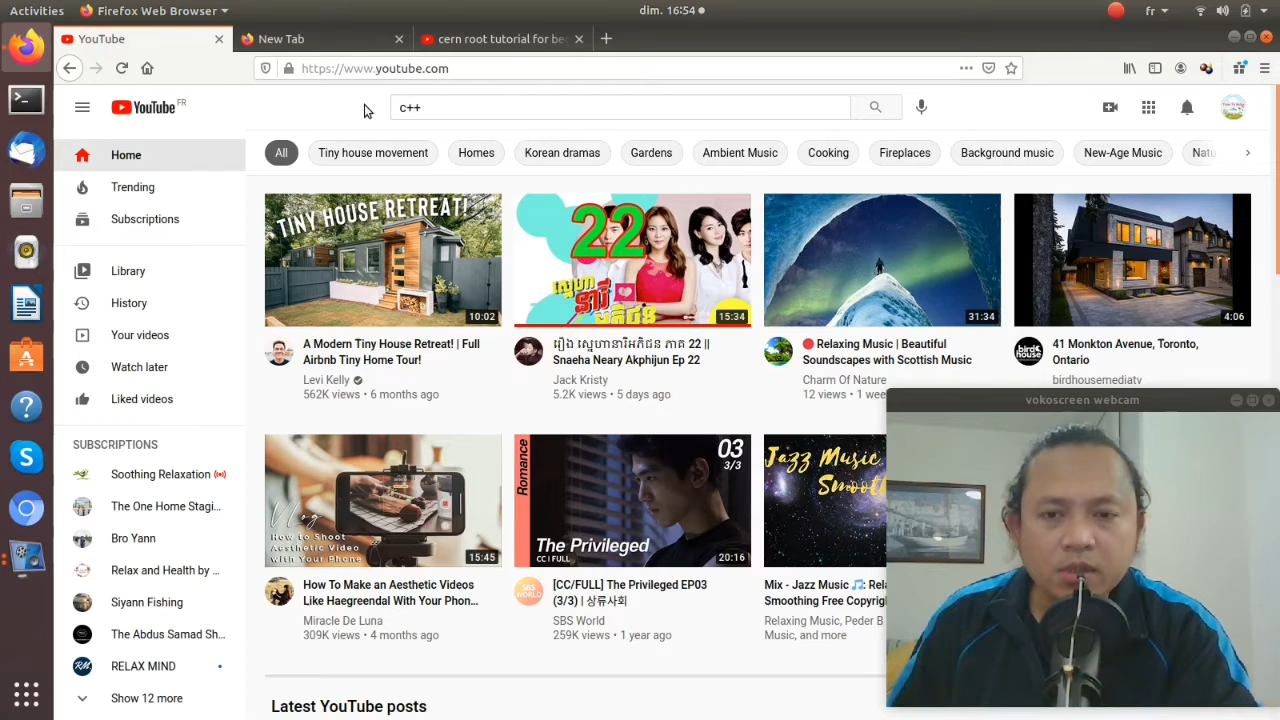 Activities
Firefox Web Browser
dim. 16:54
fr
YouTube
New Tab
cern root tutorial for be
https://www.youtube.com
YouTube FR
c++
Home
Trending
Subscriptions
Library
History
Your videos
Watch later
Liked videos
SUBSCRIPTIONS
Soothing Relaxation
The One Home Stagi...
Bro Yann
Relax and Health by ...
Siyann Fishing
The Abdus Samad Sh...
RELAX MIND
Show 12 more
All
Tiny house movement
Homes
Korean dramas
Gardens
Ambient Music
Cooking
Fireplaces
Background music
New-Age Music
Natu
TINY HOUSE RETREAT!
10:02
A Modern Tiny House Retreat! | Full
Airbnb Tiny Home Tour!
Levi Kelly
562K views • 6 months ago
22
15:34
រឿង ស្នេហានារីអភិជន ភាគ 22 ||
Snaeha Neary Akphijun Ep 22
Jack Kristy
5.2K views • 5 days ago
31:34
Relaxing Music | Beautiful
Soundscapes with Scottish Music
Charm Of Nature
12 views • 1 wee
4:06
bird house
41 Monkton Avenue, Toronto,
Ontario
birdhousemediatv
Vlog
How to Shoot
Aesthetic Video
with Your Phone
15:45
How To Make an Aesthetic Videos
Like Haegreendal With Your Phon...
Miracle De Luna
309K views • 4 months ago
Romance
03
3/3
The Privileged
CC | FULL
20:16
SBS WORLD
[CC/FULL] The Privileged EP03
(3/3) | 상류사회
SBS World
259K views • 1 year ago
Jazz Music
Smoot
Mix - Jazz Music 🎵 Rela
Smoothing Free Copyrig
Relaxing Music, Peder B
Music, and more
Latest YouTube posts
vokoscreen webcam